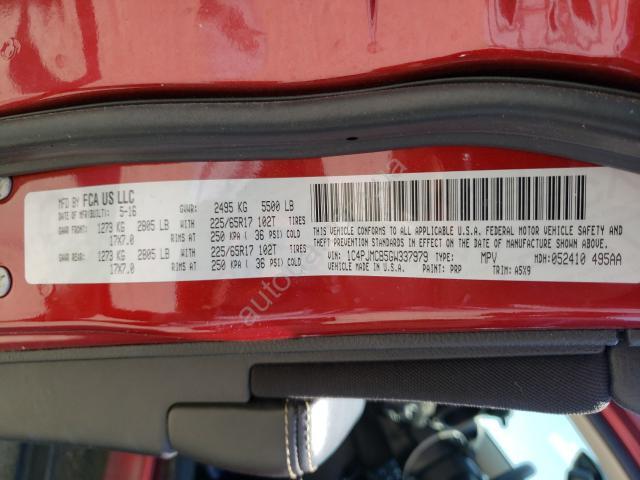 MFD BY FCA US LLC
DATE OF MFR(BUILT): 5-16 GVWR: 2495 KG 5500 LB
GAWR FRONT: 1273 KG 2805 LB WITH 225/65R17 102T TIRES
17X7.0 RIMS AT 250 KPA ( 36 PSI) COLD
GAWR REAR: 1273 KG 2805 LB WITH 225/65R17 102T TIRES
17X7.0 RIMS AT 250 KPA ( 36 PSI) COLD
THIS VEHICLE CONFORMS TO ALL APPLICABLE U.S.A. FEDERAL MOTOR VEHICLE SAFETY
BUMPER, AND THEFT PREVENTION STANDARDS IN EFFECT ON THE DATE OF MANUFACTURE SHOWN ABOVE.
VIN: 1C4PJMCB5GW337979 TYPE: MPV MDH: 052410 495AA
VEHICLE MADE IN U.S.A. PAINT: PRP TRIM: A5X9